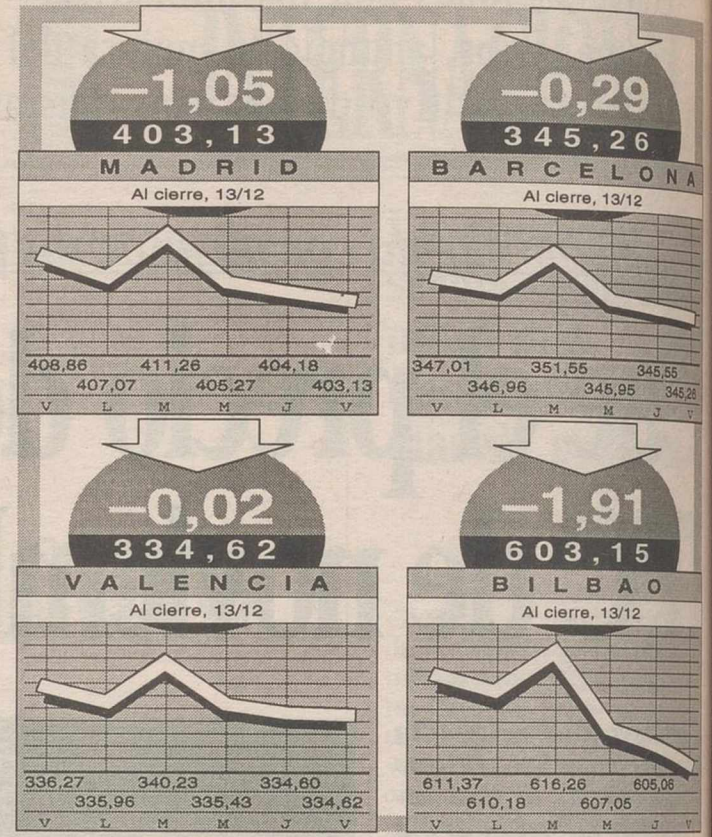 −1,05
403,13
MADRID
Al cierre, 13/12
408,86 411,26 404,18
407,07 405,27 403,13
V L M M J V
−0,29
345,26
BARCELONA
Al cierre, 13/12
347,01 351,55 345,55
346,96 345,95 345,26
V L M M J V
−0,02
334,62
VALENCIA
Al cierre, 13/12
336,27 340,23 334,60
335,96 335,43 334,62
V L M M J V
−1,91
603,15
BILBAO
Al cierre, 13/12
611,37 616,26 605,06
610,18 607,05
V L M M J V